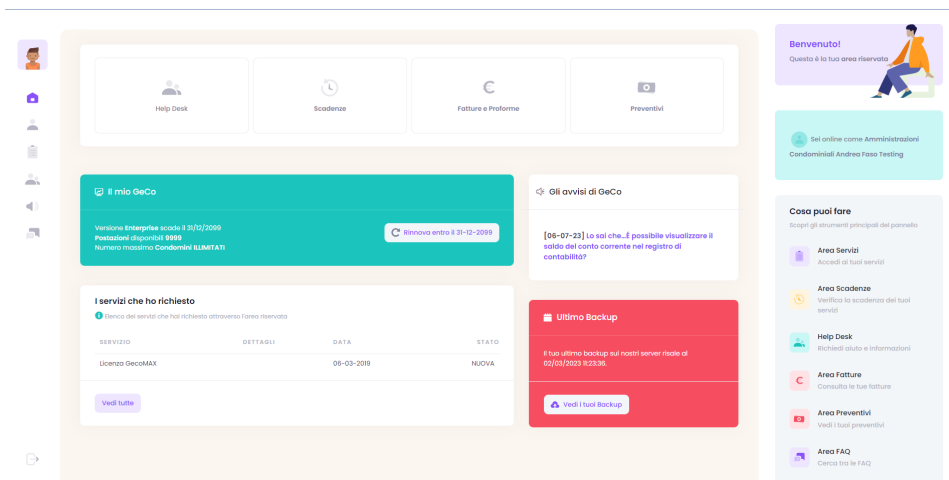 Help Desk
Scadenze
Fatture e Proforme
Preventivi
Il mio GeCo
Versione Enterprise scade il 31/12/2099
Postazioni disponibili 9999
Numero massimo Condomini ILLIMITATI
Rinnova entro il 31-12-2099
Gli avvisi di GeCo
[06-07-23] Lo sai che...È possibile visualizzare il
saldo del conto corrente nel registro di
contabilità?
I servizi che ho richiesto
Elenco dei servizi che hai richiesto attraverso l'area riservata
SERVIZIO DETTAGLI DATA STATO
Licenza GecoMAX 06-03-2019 NUOVA
Vedi tutte
Ultimo Backup
Il tuo ultimo backup sui nostri server risale al
02/03/2023 11:23:36.
Vedi i tuoi Backup
Benvenuto!
Questa è la tua area riservata
Sei online come Amministrazioni
Condominiali Andrea Faso Testing
Cosa puoi fare
Scopri gli strumenti principali del pannello
Area Servizi
Accedi ai tuoi servizi
Area Scadenze
Verifica la scadenza dei tuoi
servizi
Help Desk
Richiedi aiuto e informazioni
Area Fatture
Consulta le tue fatture
Area Preventivi
Vedi i tuoi preventivi
Area FAQ
Cerca tra le FAQ